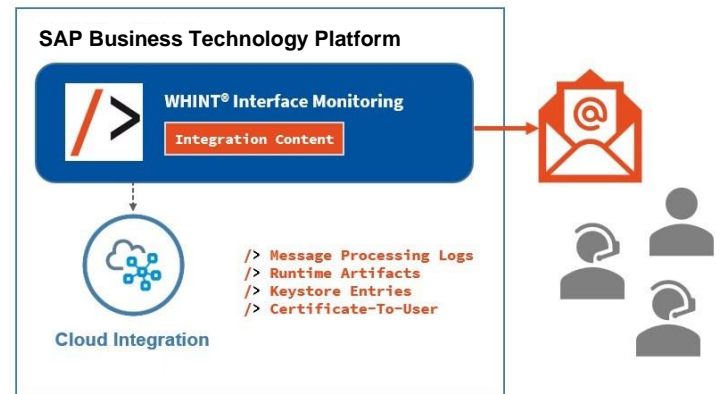 SAP Business Technology Platform
/>
WHINT® Interface Monitoring
Integration Content
@
/> Message Processing Logs
/> Runtime Artifacts
/> Keystore Entries
/> Certificate-To-User
Cloud Integration